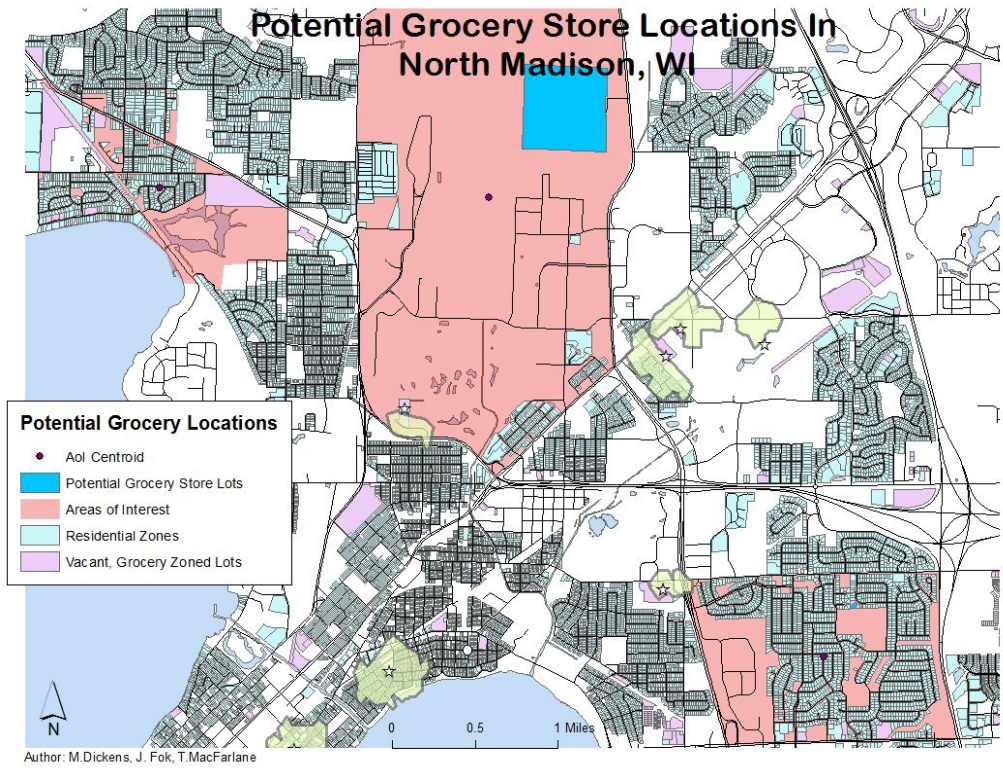 Potential Grocery Store Locations In
North Madison, WI
Potential Grocery Locations
AoI Centroid
Potential Grocery Store Lots
Areas of Interest
Residential Zones
Vacant, Grocery Zoned Lots
N
0 0.5 1 Miles
Author: M.Dickens, J. Fok, T.MacFarlane